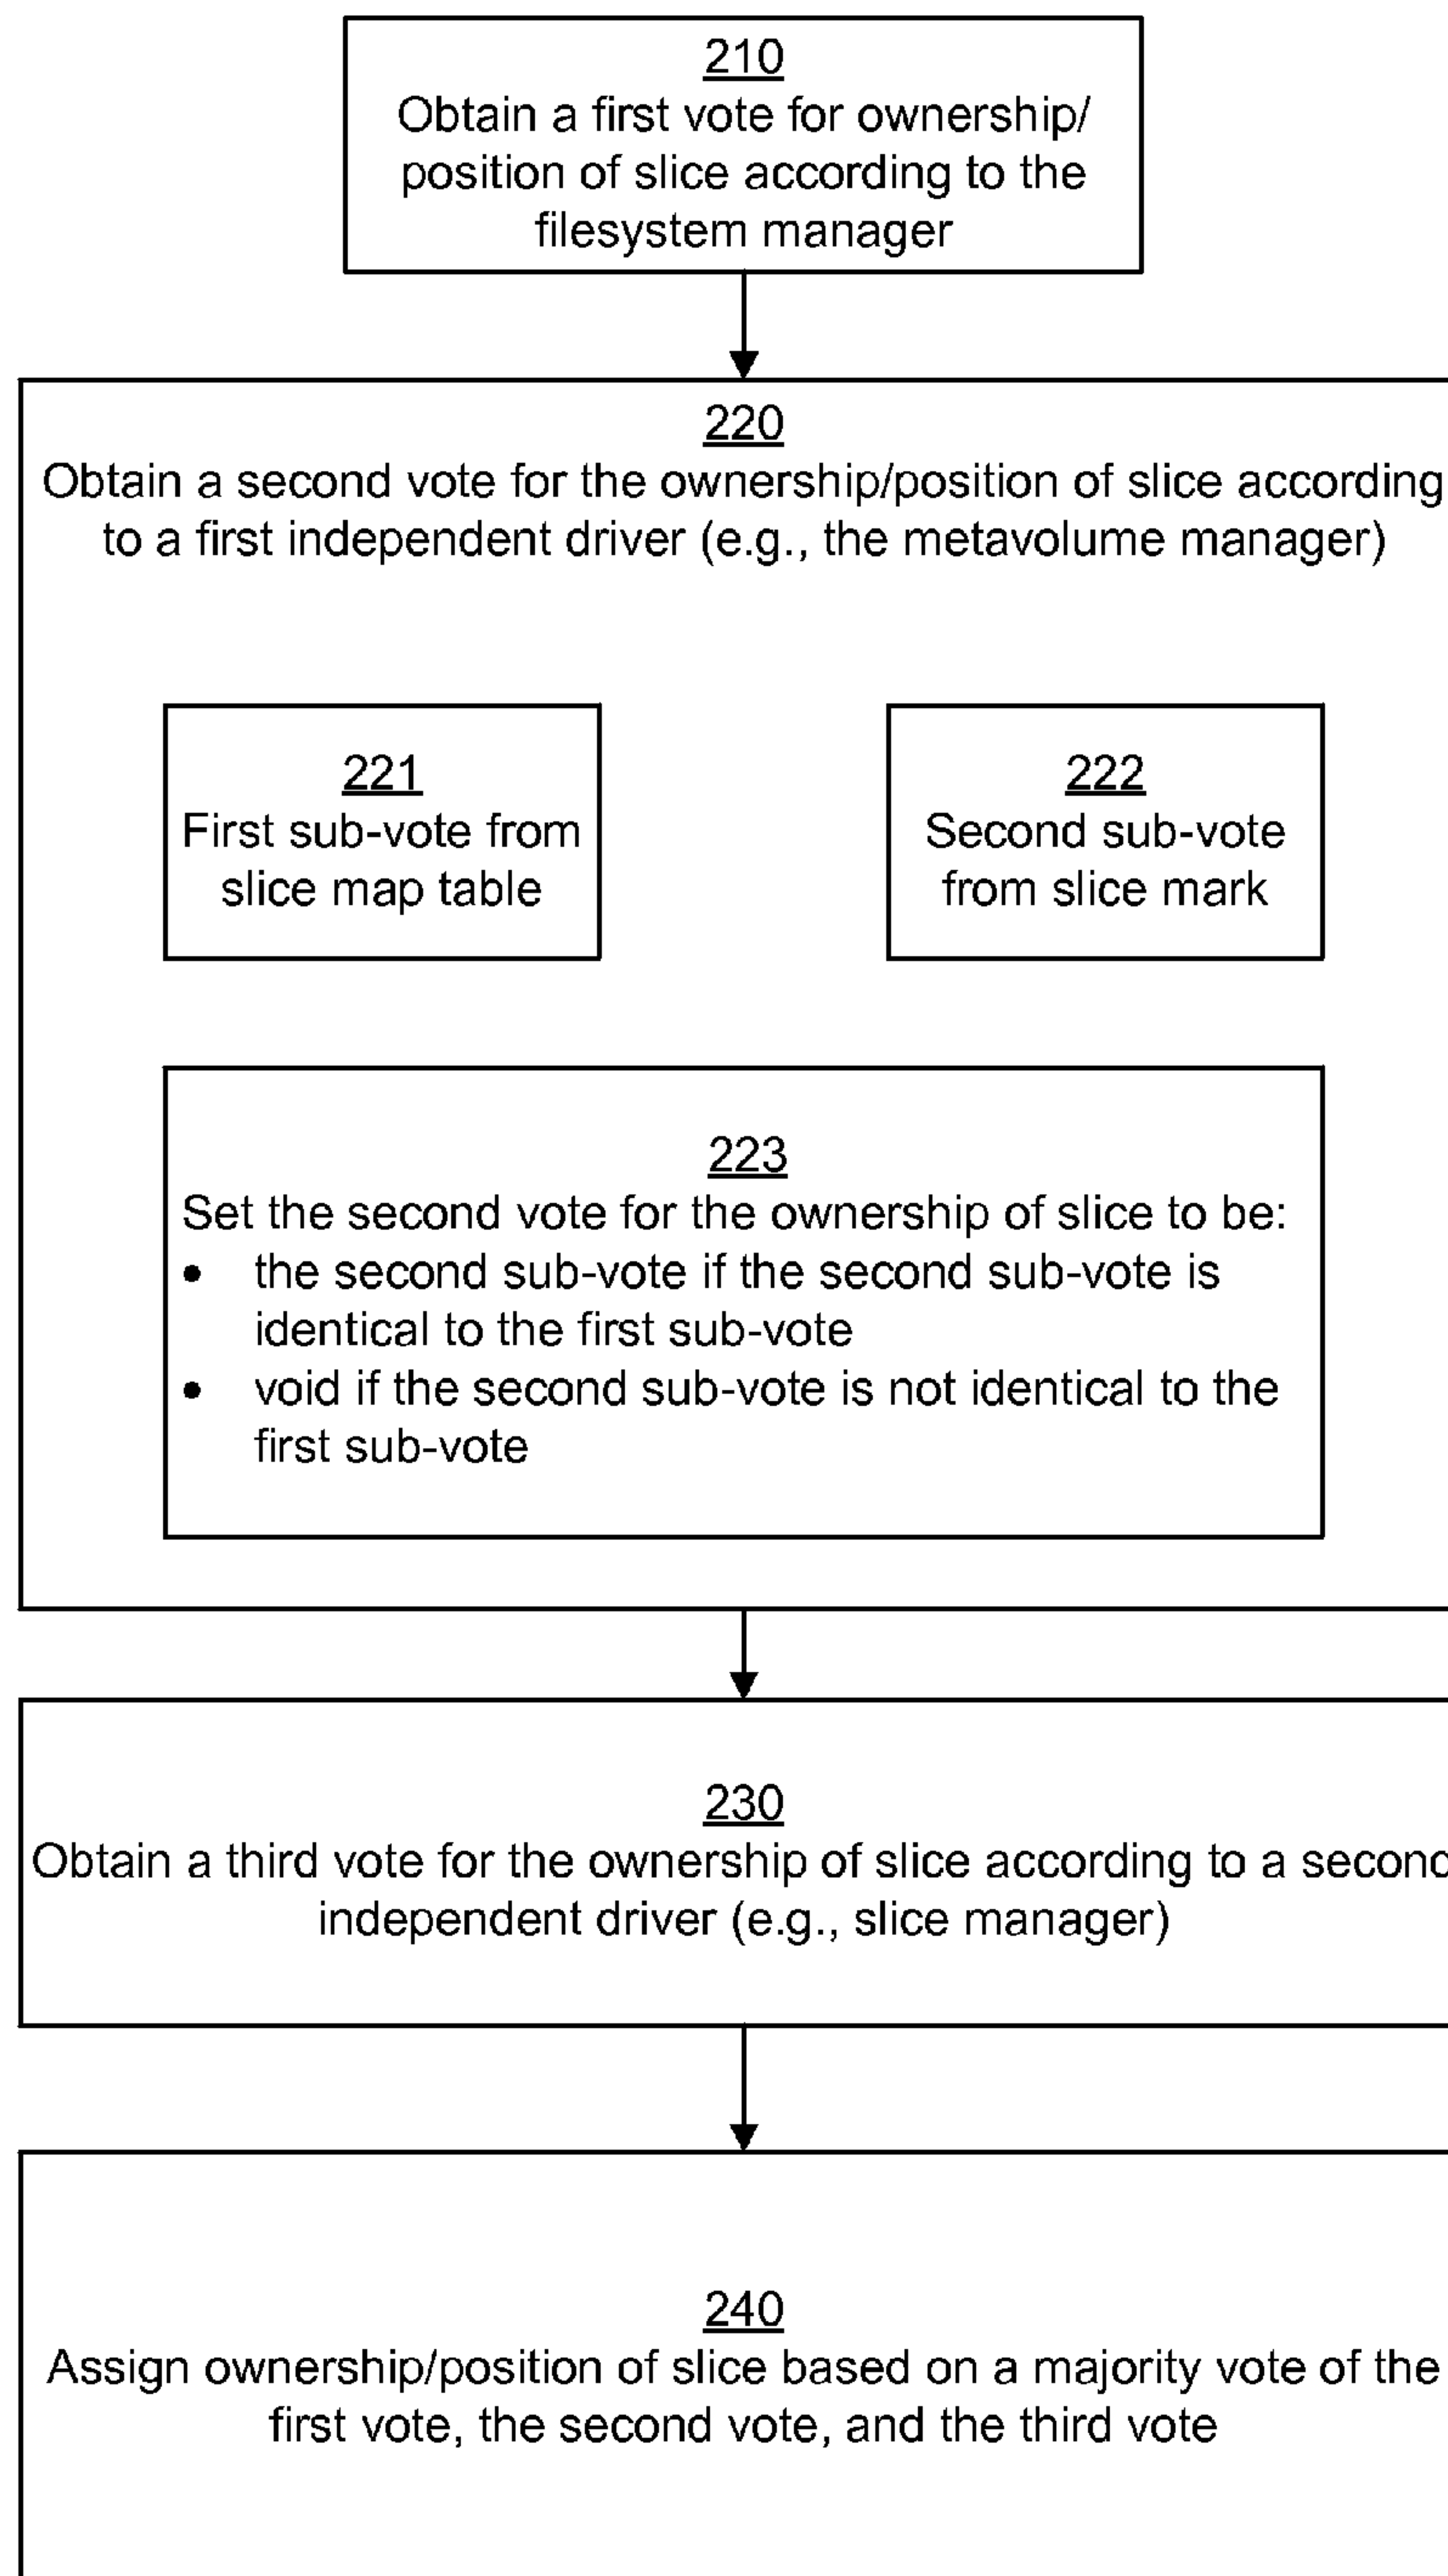 210
Obtain a first vote for ownership/
position of slice according to the
filesystem manager
220
Obtain a second vote for the ownership/position of slice according
to a first independent driver (e.g., the metavolume manager)
221
First sub-vote from
slice map table
222
Second sub-vote
from slice mark
223
Set the second vote for the ownership of slice to be:
• the second sub-vote if the second sub-vote is
identical to the first sub-vote
• void if the second sub-vote is not identical to the
first sub-vote
230
Obtain a third vote for the ownership of slice according to a second
independent driver (e.g., slice manager)
240
Assign ownership/position of slice based on a majority vote of the
first vote, the second vote, and the third vote